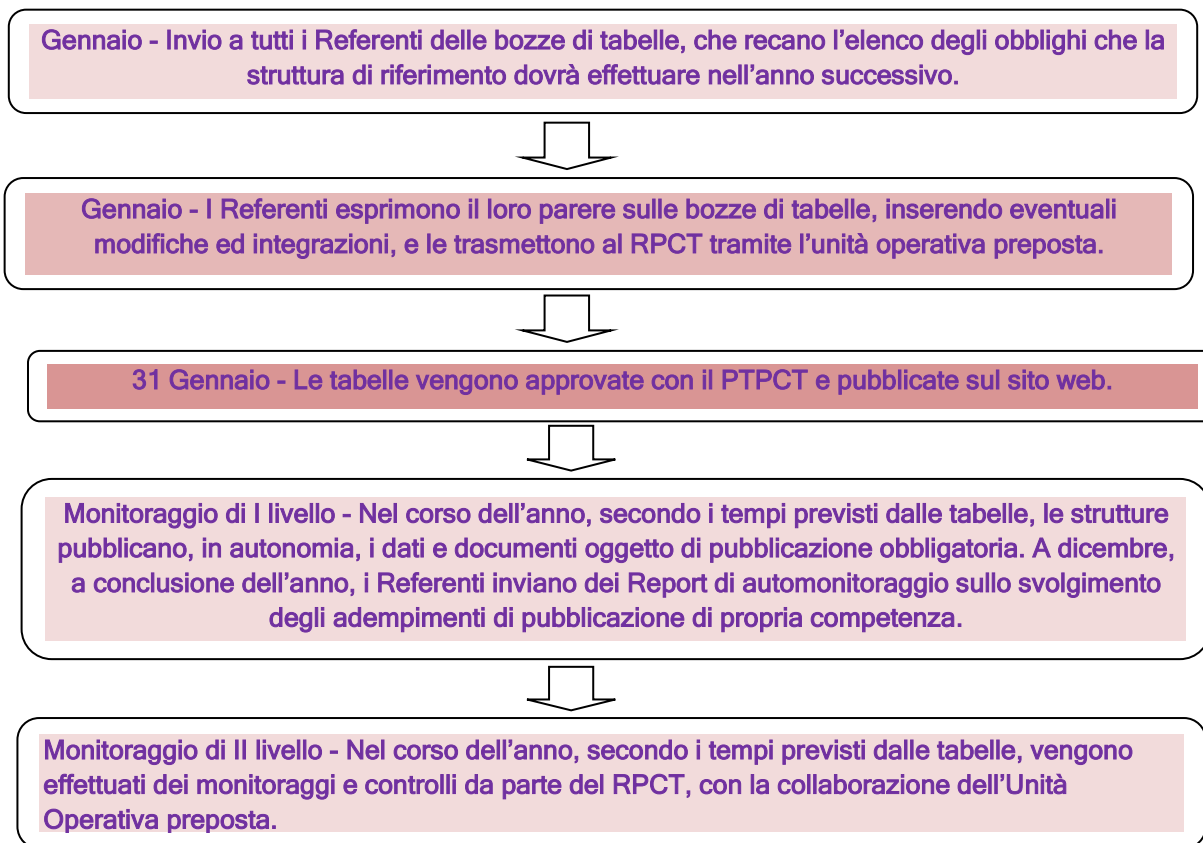 Gennaio - Invio a tutti i Referenti delle bozze di tabelle, che recano l'elenco degli obblighi che la
struttura di riferimento dovrà effettuare nell'anno successivo.
Gennaio - I Referenti esprimono il loro parere sulle bozze di tabelle, inserendo eventuali
modifiche ed integrazioni, e le trasmettono al RPCT tramite l'unità operativa preposta.
31 Gennaio - Le tabelle vengono approvate con il PTPCT e pubblicate sul sito web.
Monitoraggio di I livello - Nel corso dell'anno, secondo i tempi previsti dalle tabelle, le strutture
pubblicano, in autonomia, i dati e documenti oggetto di pubblicazione obbligatoria. A dicembre,
a conclusione dell'anno, i Referenti inviano dei Report di automonitoraggio sullo svolgimento
degli adempimenti di pubblicazione di propria competenza.
Monitoraggio di II livello - Nel corso dell'anno, secondo i tempi previsti dalle tabelle, vengono
effettuati dei monitoraggi e controlli da parte del RPCT, con la collaborazione dell'Unità
Operativa preposta.